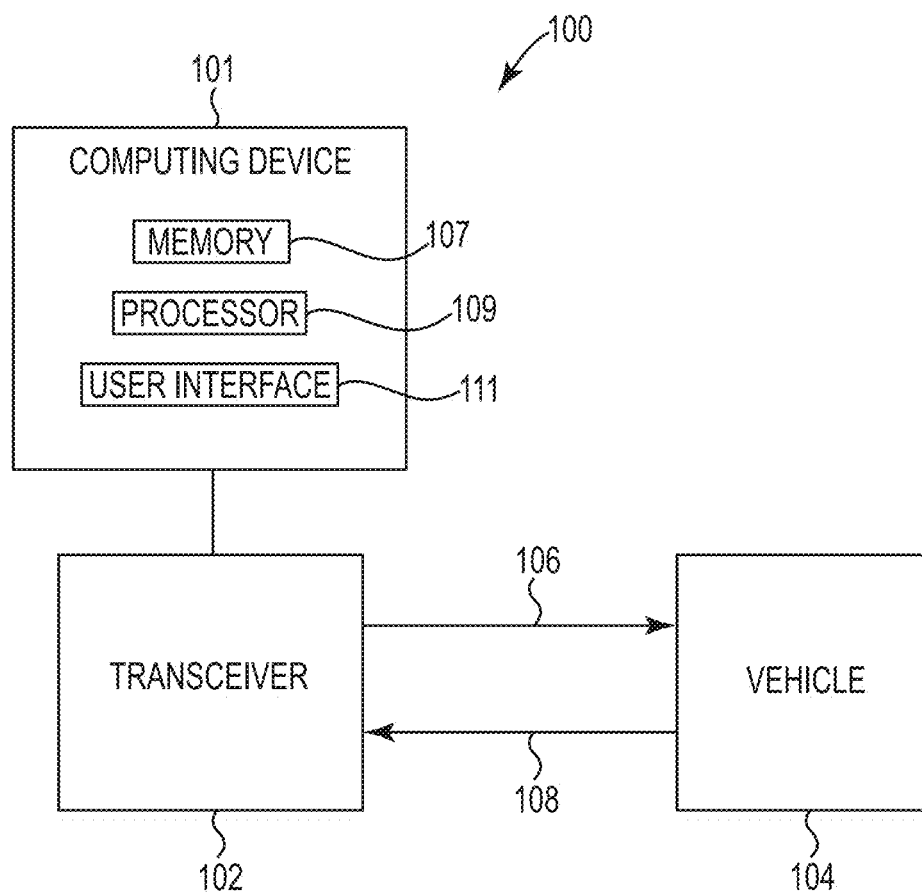 100
101
COMPUTING DEVICE
MEMORY
107
PROCESSOR
109
USER INTERFACE
111
106
TRANSCEIVER
VEHICLE
108
102
104